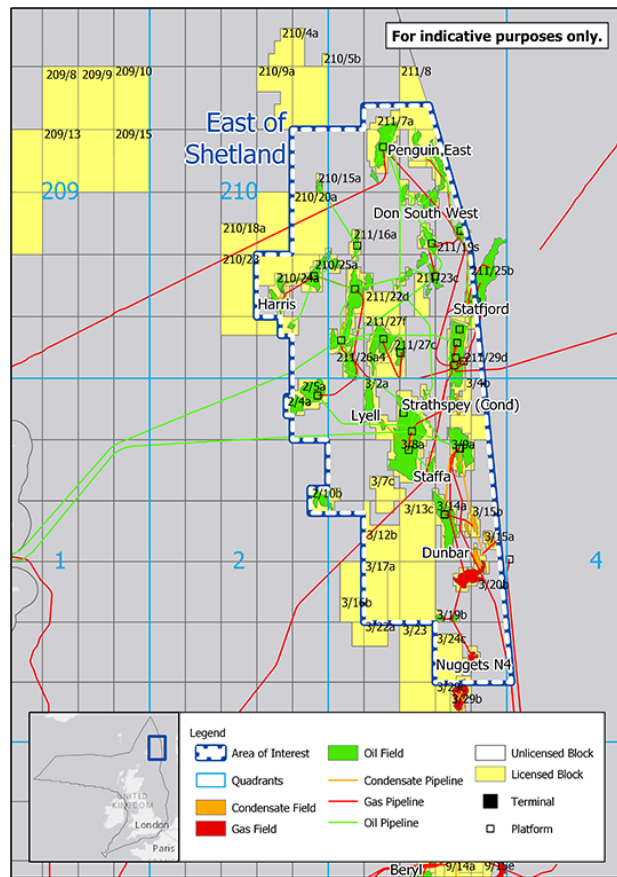 210/4a
For indicative purposes only.
210/5b
209/8
209/9
209/10
210/9a
211/8
East of
Shetland
211/7a
209/13
209/15
Penguin East
209
210
210/15a
210/20a
Don South West
210/18a
211/16a
211/19s
210/23
210/25a
210/24a
211/23c
211/25b
Harris
211/22d
Statfjord
211/27f
211/27c
211/26a4
211/29d
2/5a
3/2a
3/4b
2/4a
Lyell
Strathspey (Cond)
3/8a
3/9a
Staffa
3/7c
2/10b
3/13c
3/14a
3/15b
3/12b
3/15a
Dunbar
1
2
4
3/17a
3/20b
3/16b
3/19b
3/22a
3/23
3/24c
Nuggets N4
3/29b
Legend
Area of Interest
Oil Field
Unlicensed Block
Quadrants
Condensate Pipeline
Licensed Block
Condensate Field
Gas Pipeline
Terminal
Gas Field
Oil Pipeline
Platform
UNITED
KINGDOM
London
Paris
Beryl
9/14a